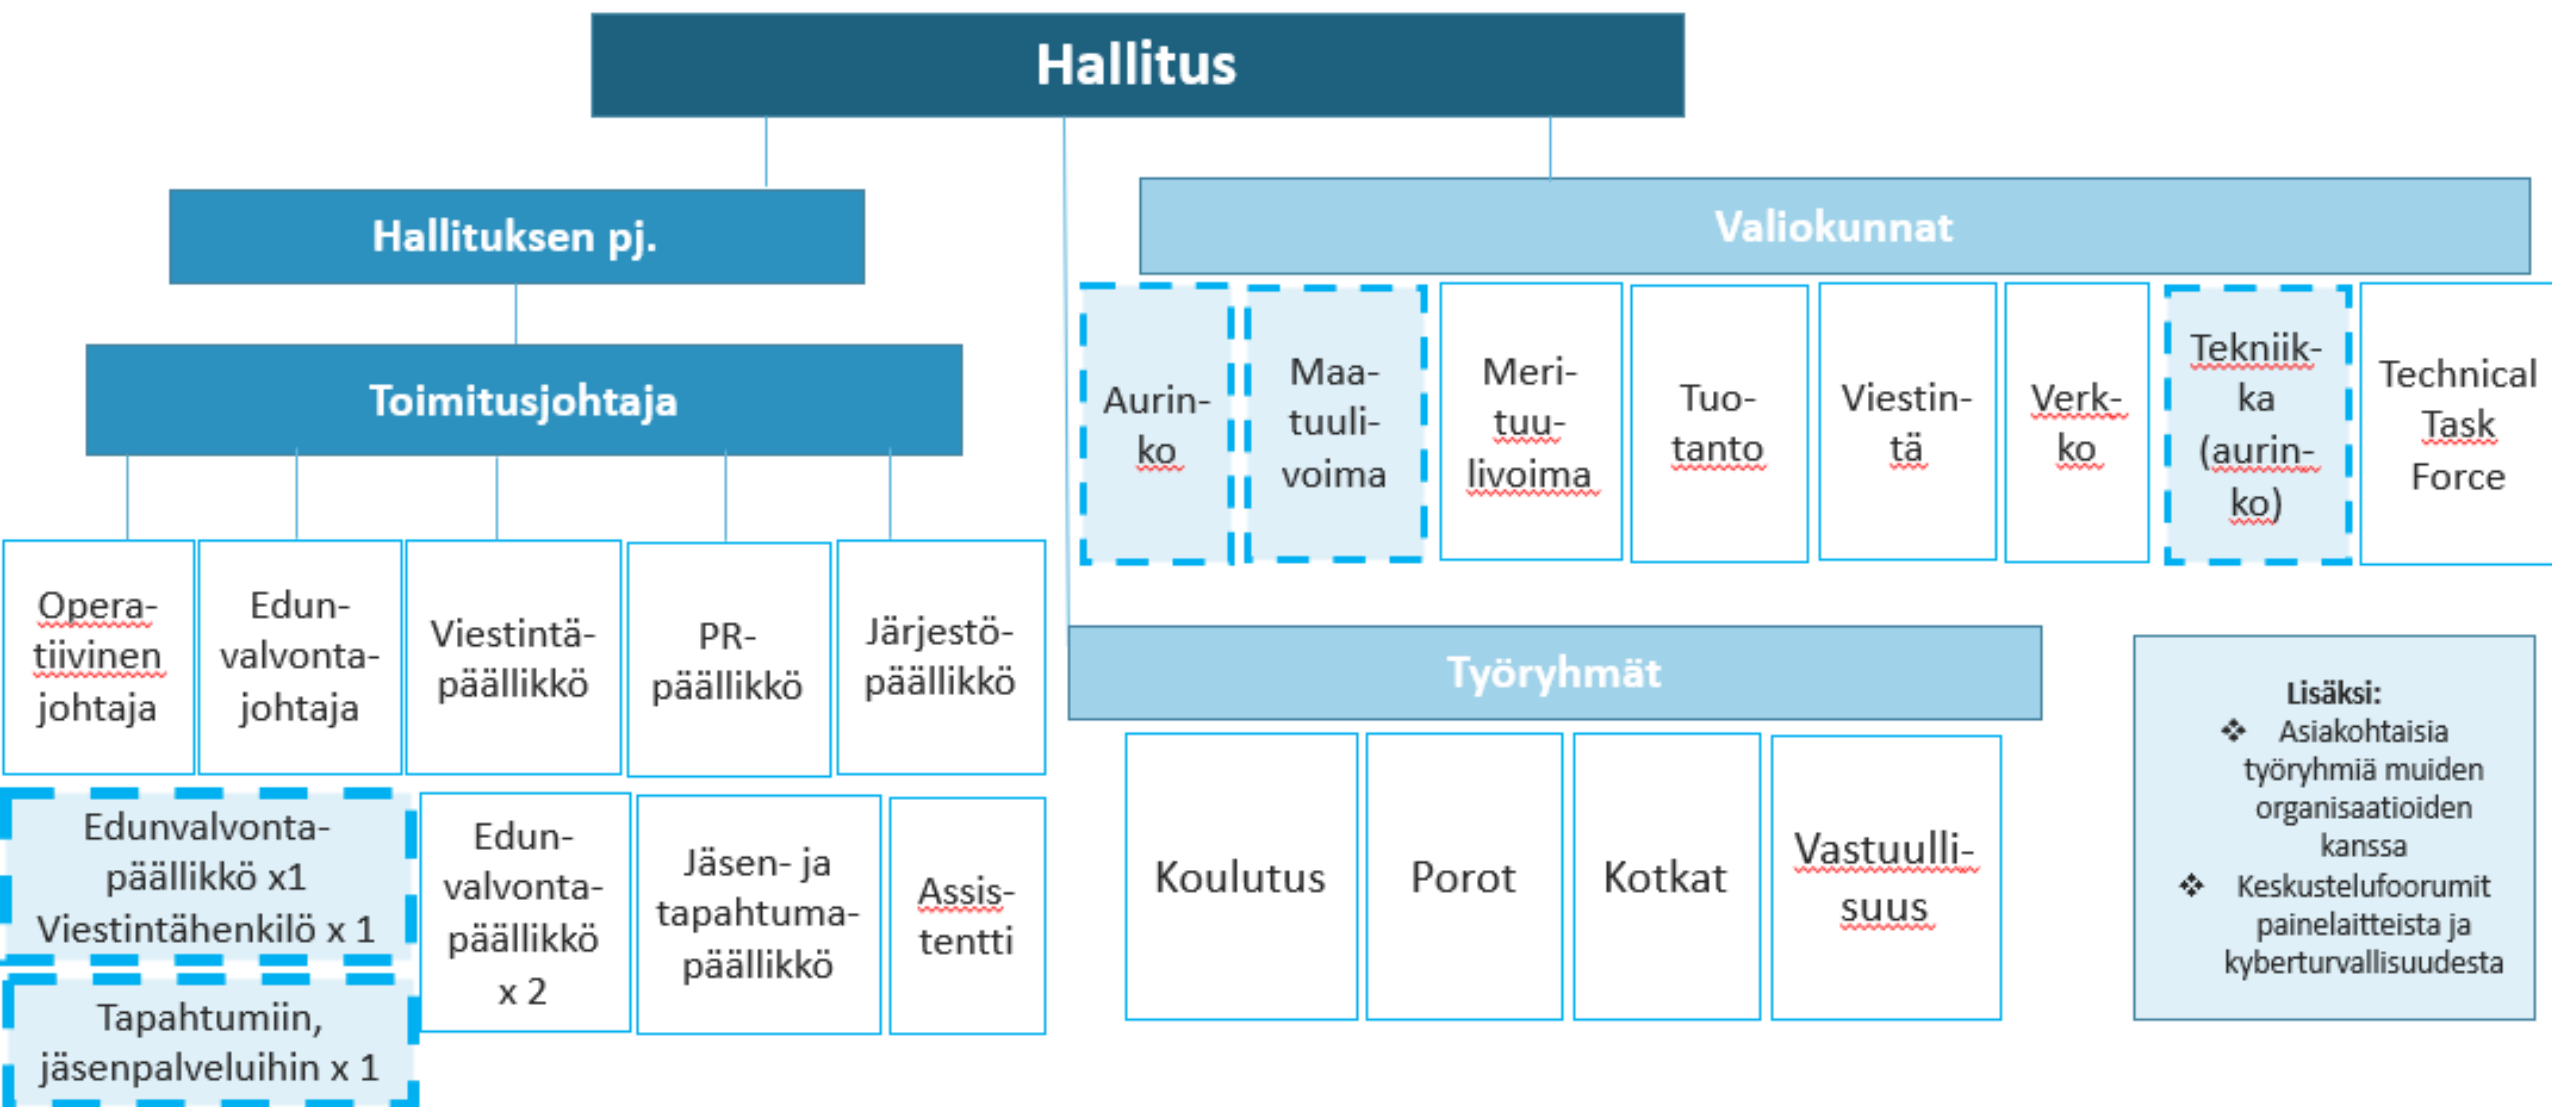 Hallitus
Hallituksen pj.
Valiokunnat
Toimitusjohtaja
Aurin-
ko
Maa-
tuuli-
voima
Meri-
tuu-
livoima
Tuo-
tanto
Viestin-
tä
Verk-
ko
Tekniik-
ka
(aurin-
ko)
Technical
Task
Force
Opera-
tiivinen
johtaja
Edun-
valvonta-
johtaja
Viestintä-
päällikkö
PR-
päällikkö
Järjestö-
päällikkö
Edunvalvonta-
päällikkö x1
Viestintähenkilö x 1
Tapahtumiin,
jäsenpalveluihin x 1
Edun-
valvonta-
päällikkö
x 2
Jäsen- ja
tapahtuma-
päällikkö
Assis-
tentti
Työryhmät
Koulutus
Porot
Kotkat
Vastuulli-
suus
Lisäksi:
❖ Asiakohtaisia
työryhmiä muiden
organisaatioiden
kanssa
❖ Keskustelufoorumit
painelaitteista ja
kyberturvallisuudesta